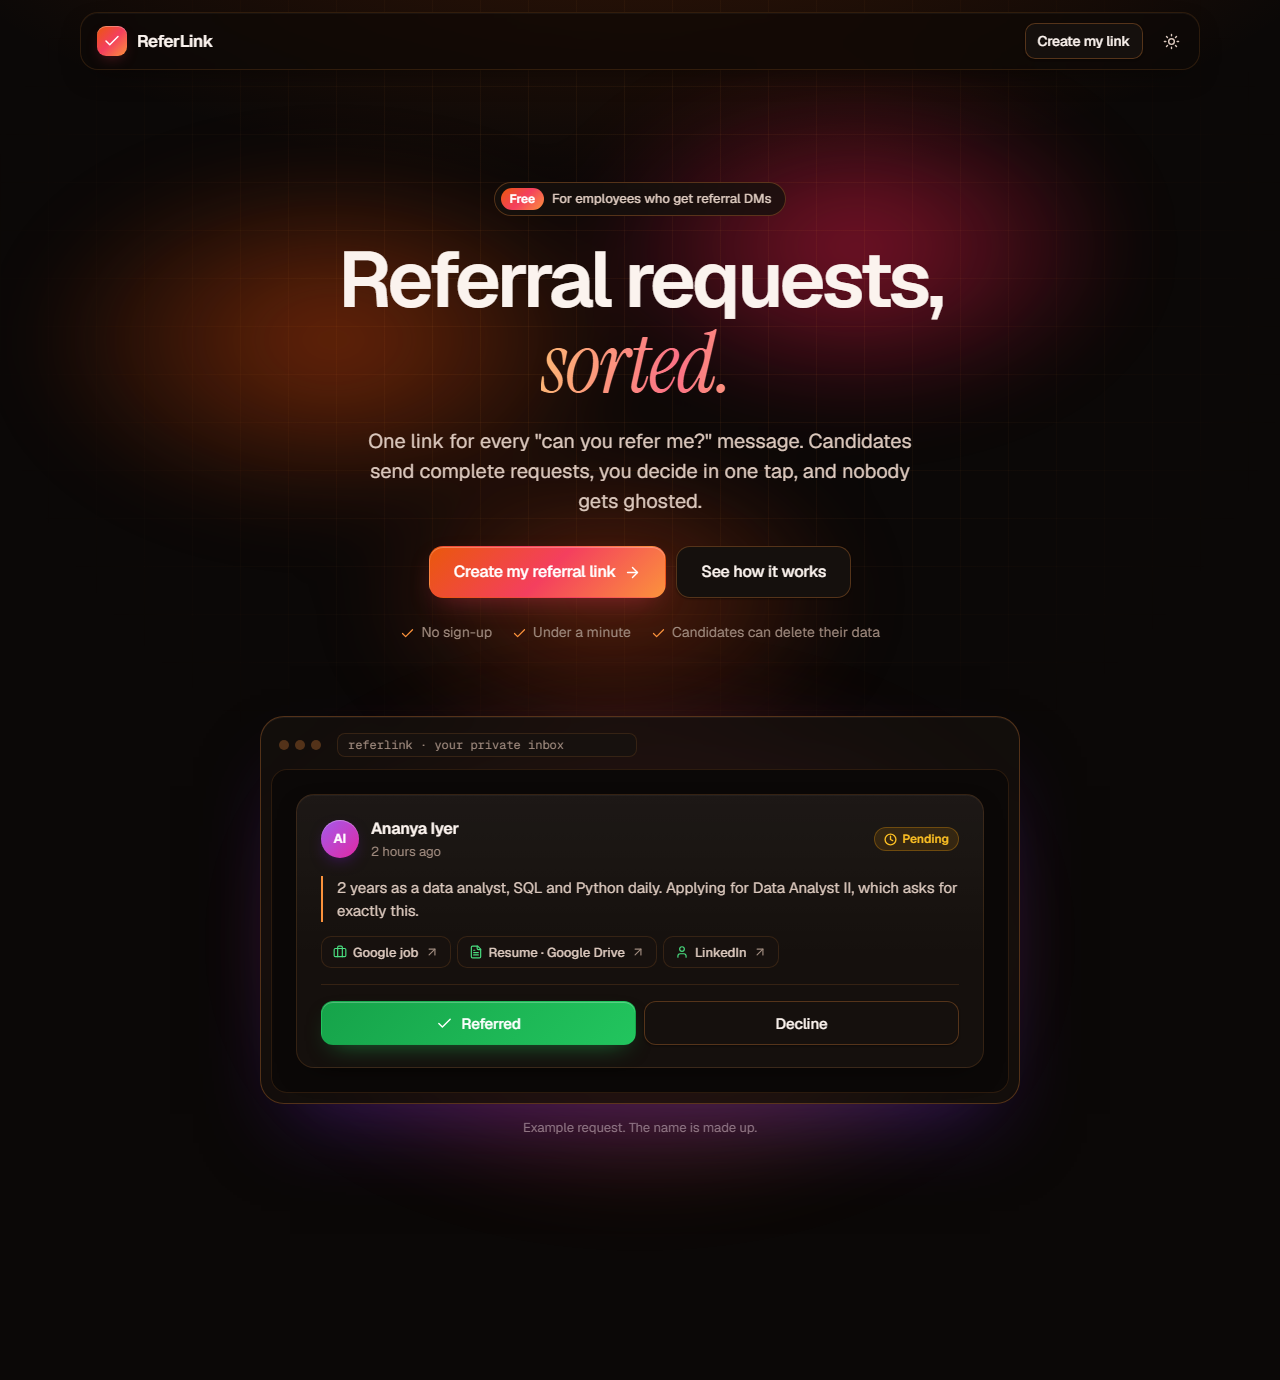 ReferLink
Create my link
Free For employees who get referral DMs
Referral requests,
sorted.
One link for every "can you refer me?" message. Candidates
send complete requests, you decide in one tap, and nobody
gets ghosted.
Create my referral link
See how it works
No sign-up
Under a minute
Candidates can delete their data
referlink · your private inbox
AI
Ananya Iyer
2 hours ago
Pending
2 years as a data analyst, SQL and Python daily. Applying for Data Analyst II, which asks for
exactly this.
Google job
Resume · Google Drive
LinkedIn
Referred
Decline
Example request. The name is made up.